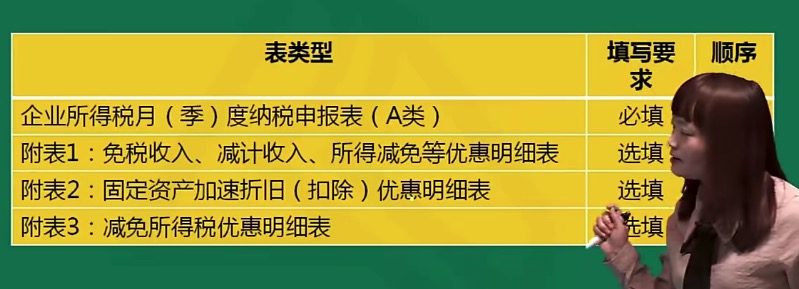 表类型 填写要求 顺序
企业所得税月（季）度纳税申报表（A类） 必填
附表1：免税收入、减计收入、所得减免等优惠明细表 选填
附表2：固定资产加速折旧（扣除）优惠明细表 选填
附表3：减免所得税优惠明细表 选填